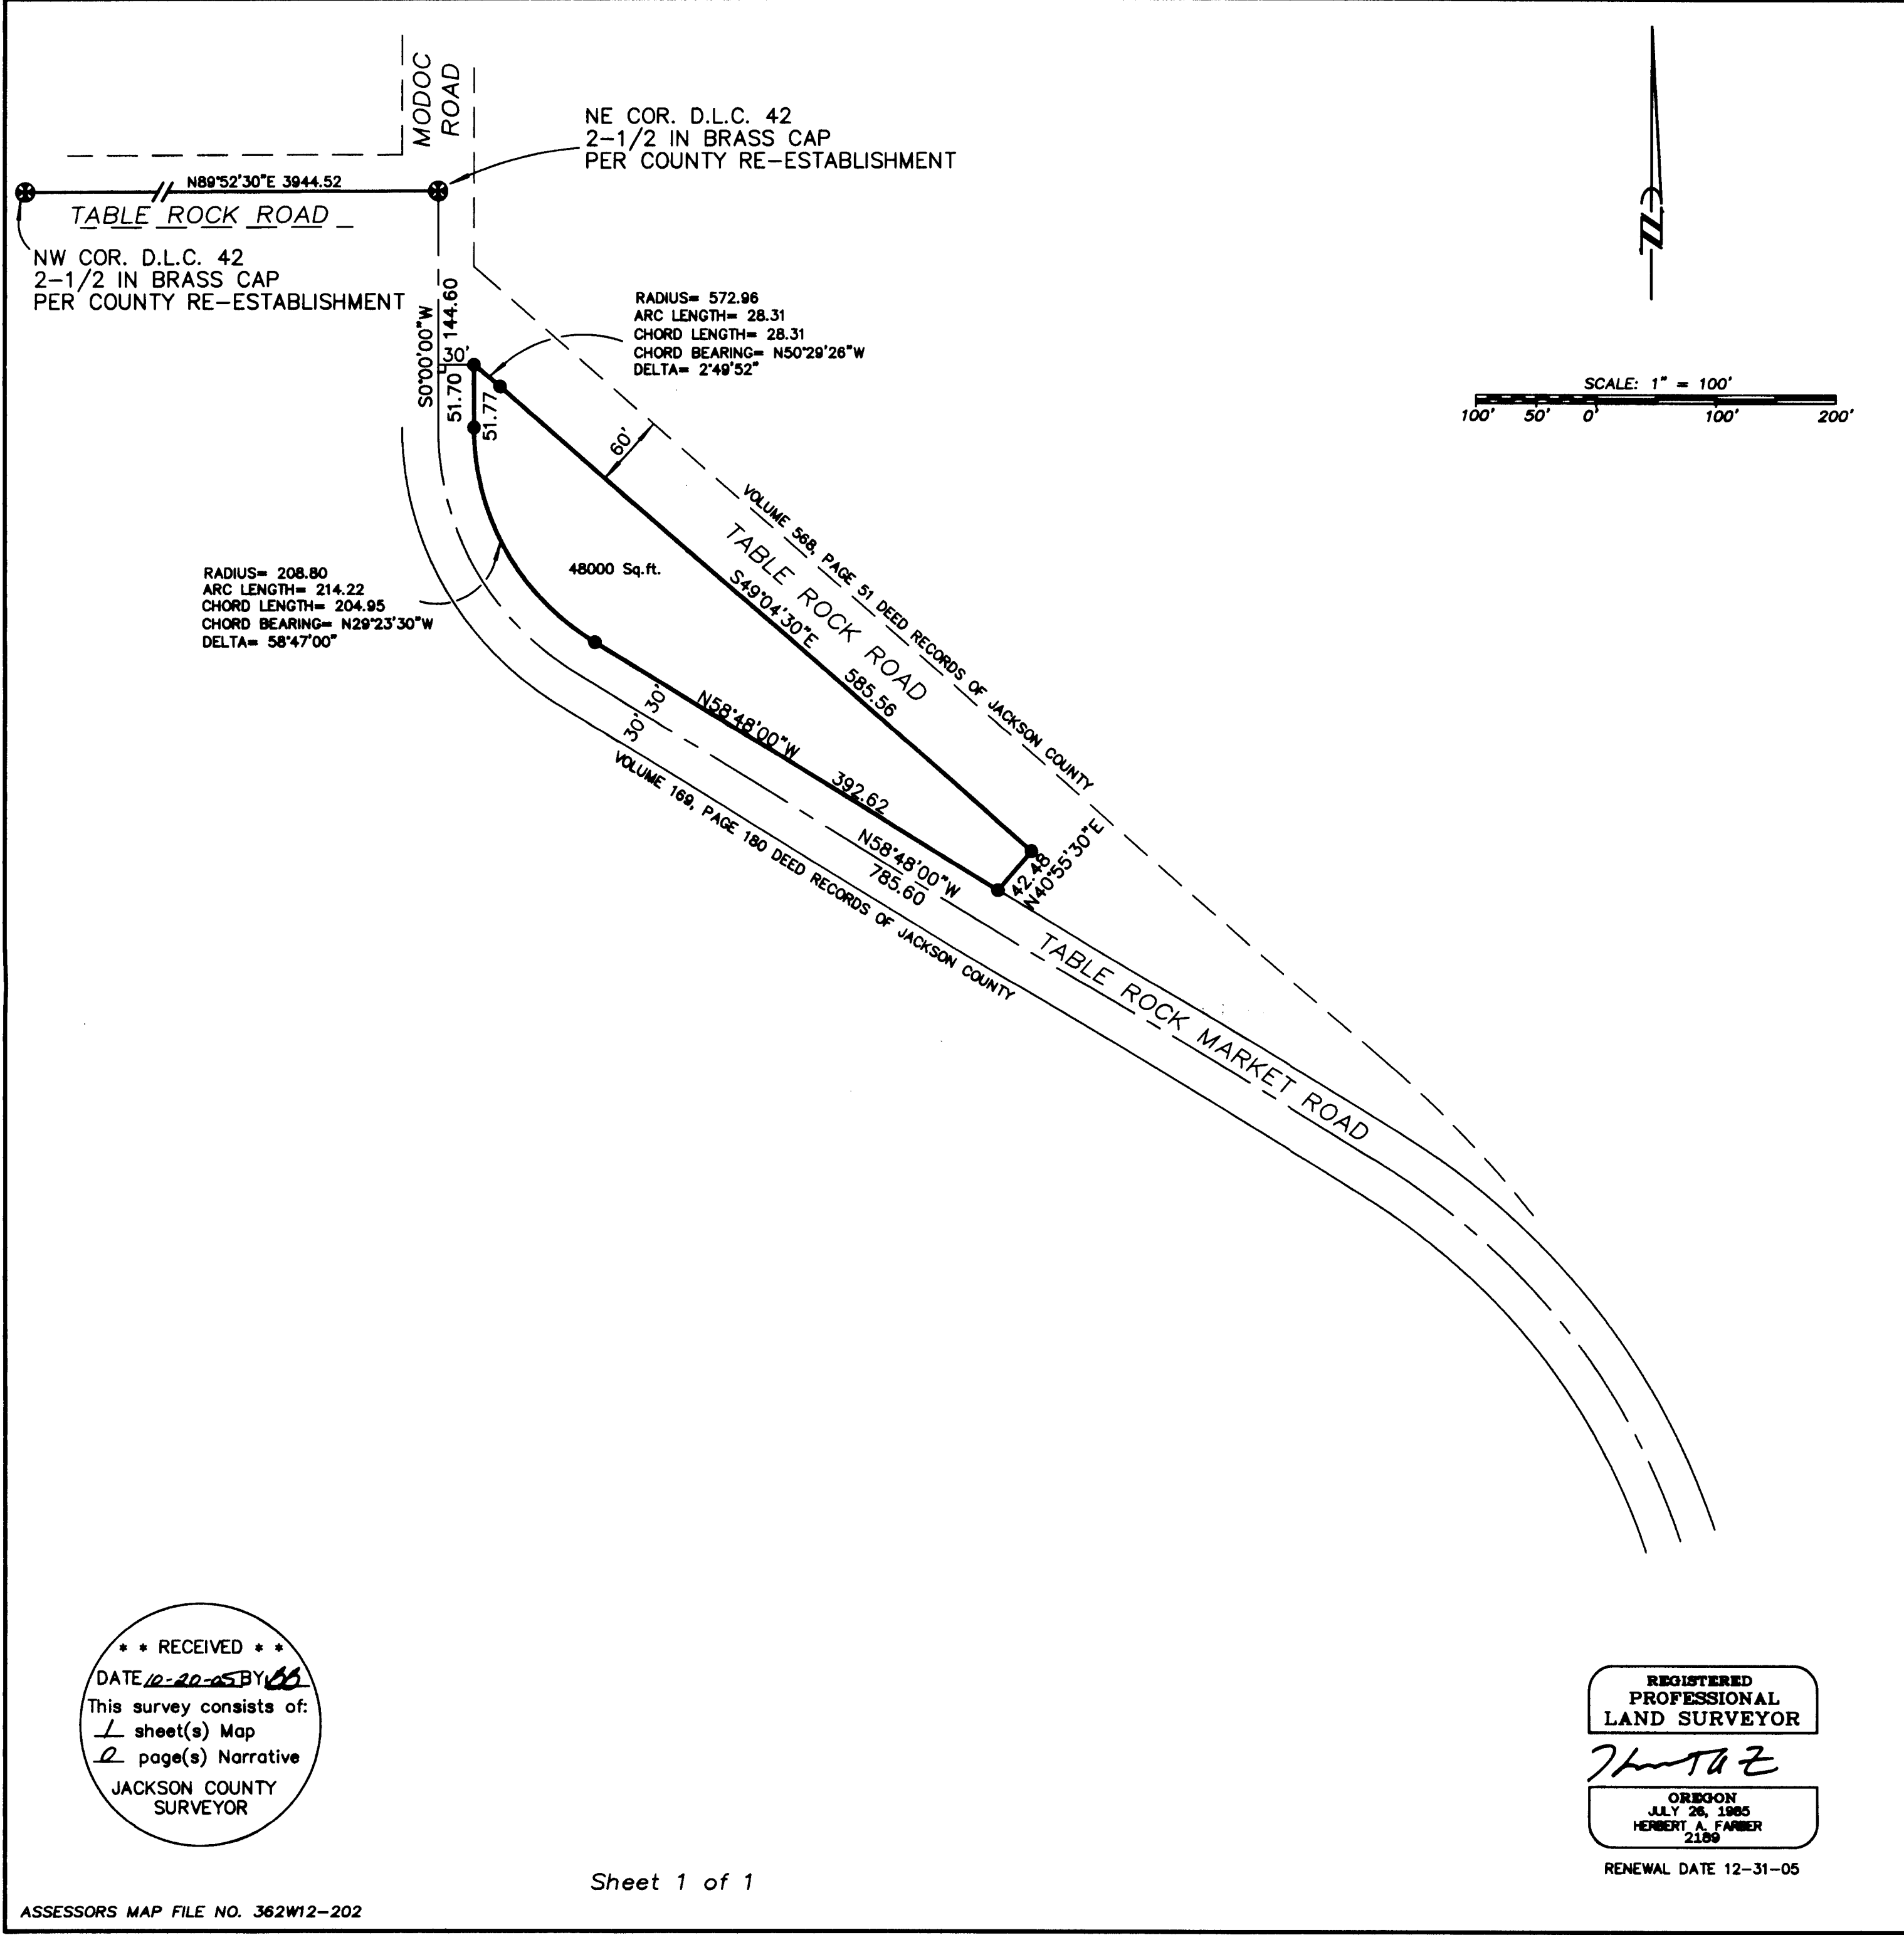 MODOC
ROAD
NE COR. D.L.C. 42
2-1/2 IN BRASS CAP
PER COUNTY RE-ESTABLISHMENT
N89°52'30"E 3944.52
TABLE ROCK ROAD
NW COR. D.L.C. 42
2-1/2 IN BRASS CAP
PER COUNTY RE-ESTABLISHMENT
S0°00'00"W
144.60
30'
51.70
51.77
RADIUS= 572.96
ARC LENGTH= 28.31
CHORD LENGTH= 28.31
CHORD BEARING= N50°29'26"W
DELTA= 2°49'52"
SCALE: 1" = 100'
100' 50' 0' 100' 200'
60'
VOLUME 568, PAGE 51 DEED RECORDS OF JACKSON COUNTY
TABLE ROCK ROAD
S49°04'30"E 585.56
48000 Sq.ft.
RADIUS= 208.80
ARC LENGTH= 214.22
CHORD LENGTH= 204.95
CHORD BEARING= N29°23'30"W
DELTA= 58°47'00"
30' 30'
N58°48'00"W 392.62
VOLUME 169, PAGE 180 DEED RECORDS OF JACKSON COUNTY
N58°48'00"W
785.60
42.48
N40°55'30"E
TABLE ROCK MARKET ROAD
* * RECEIVED * *
DATE 10-20-05 BY BB
This survey consists of:
1 sheet(s) Map
0 page(s) Narrative
JACKSON COUNTY
SURVEYOR
REGISTERED
PROFESSIONAL
LAND SURVEYOR
OREGON
JULY 26, 1985
HERBERT A. FARBER
2189
RENEWAL DATE 12-31-05
Sheet 1 of 1
ASSESSORS MAP FILE NO. 362W12-202